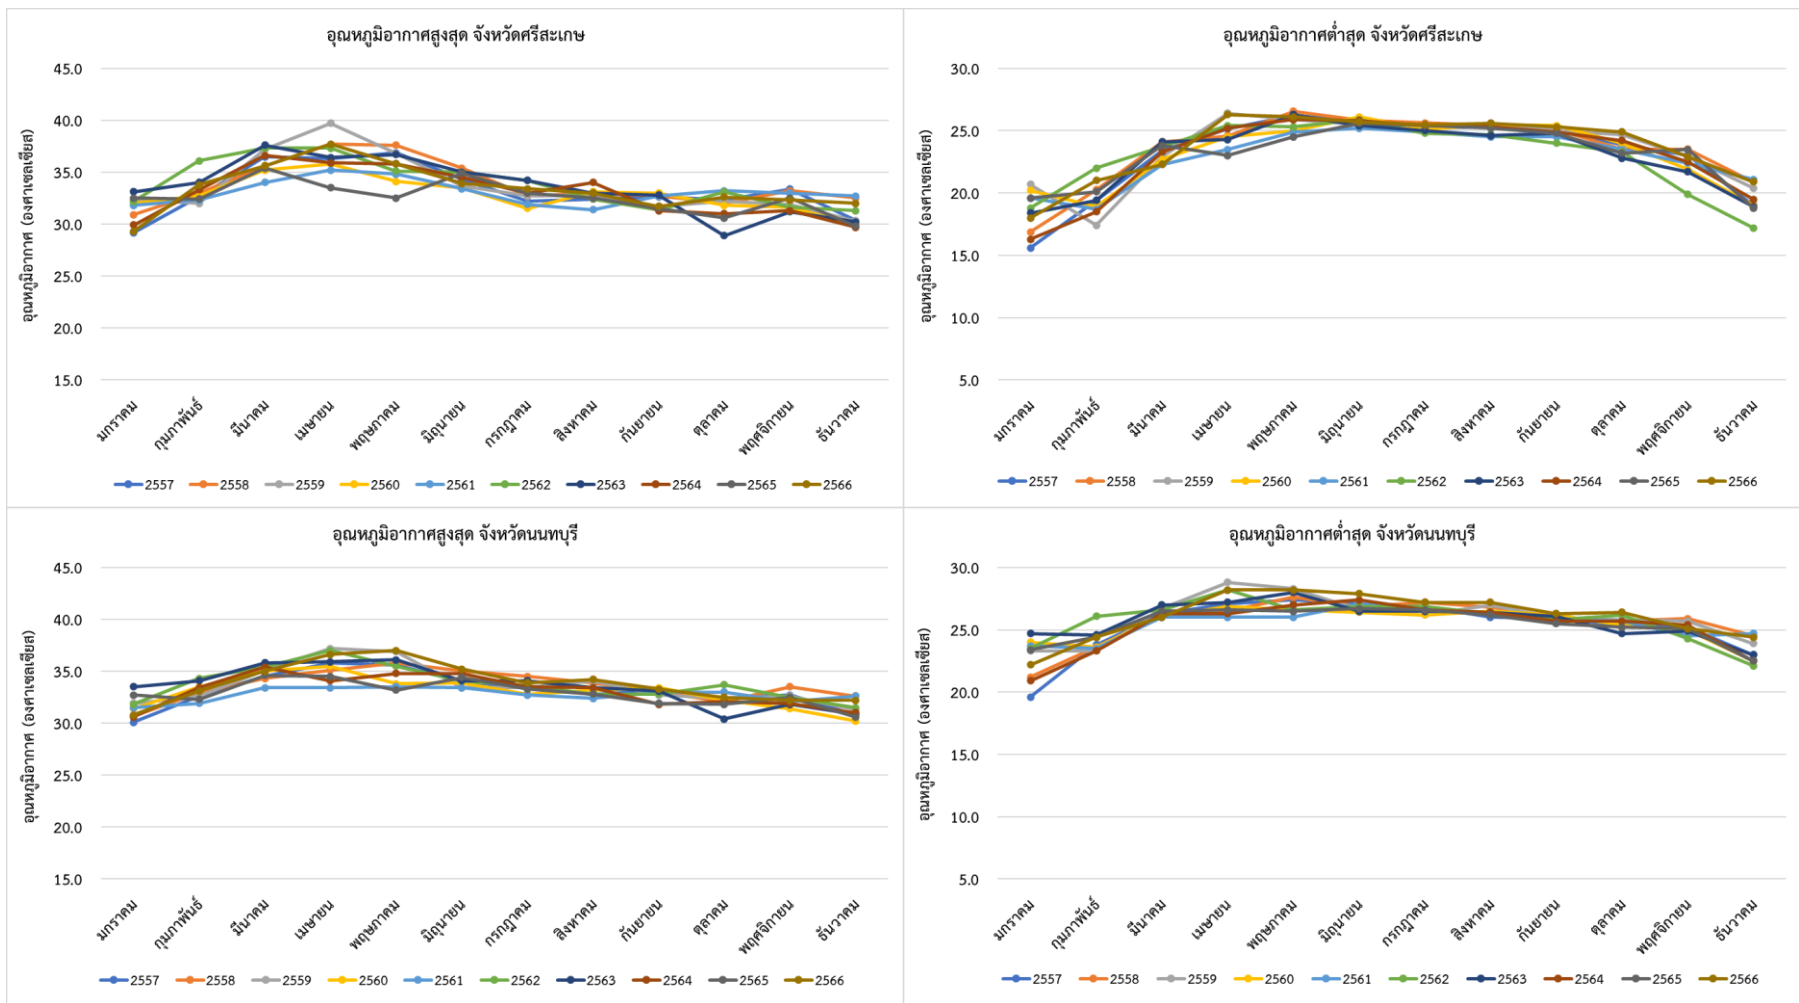 อุณหภูมิอากาศสูงสุด จังหวัดศรีสะเกษ
อุณหภูมิอากาศ (องศาเซลเซียส)
45.0
40.0
35.0
30.0
25.0
20.0
15.0
มกราคม
กุมภาพันธ์
มีนาคม
เมษายน
พฤษภาคม
มิถุนายน
กรกฎาคม
สิงหาคม
กันยายน
ตุลาคม
พฤศจิกายน
ธันวาคม
2557 2558 2559 2560 2561 2562 2563 2564 2565 2566
อุณหภูมิอากาศต่ำสุด จังหวัดศรีสะเกษ
อุณหภูมิอากาศ (องศาเซลเซียส)
30.0
25.0
20.0
15.0
10.0
5.0
มกราคม
กุมภาพันธ์
มีนาคม
เมษายน
พฤษภาคม
มิถุนายน
กรกฎาคม
สิงหาคม
กันยายน
ตุลาคม
พฤศจิกายน
ธันวาคม
2557 2558 2559 2560 2561 2562 2563 2564 2565 2566
อุณหภูมิอากาศสูงสุด จังหวัดนนทบุรี
อุณหภูมิอากาศ (องศาเซลเซียส)
45.0
40.0
35.0
30.0
25.0
20.0
15.0
มกราคม
กุมภาพันธ์
มีนาคม
เมษายน
พฤษภาคม
มิถุนายน
กรกฎาคม
สิงหาคม
กันยายน
ตุลาคม
พฤศจิกายน
ธันวาคม
2557 2558 2559 2560 2561 2562 2563 2564 2565 2566
อุณหภูมิอากาศต่ำสุด จังหวัดนนทบุรี
อุณหภูมิอากาศ (องศาเซลเซียส)
30.0
25.0
20.0
15.0
10.0
5.0
มกราคม
กุมภาพันธ์
มีนาคม
เมษายน
พฤษภาคม
มิถุนายน
กรกฎาคม
สิงหาคม
กันยายน
ตุลาคม
พฤศจิกายน
ธันวาคม
2557 2558 2559 2560 2561 2562 2563 2564 2565 2566